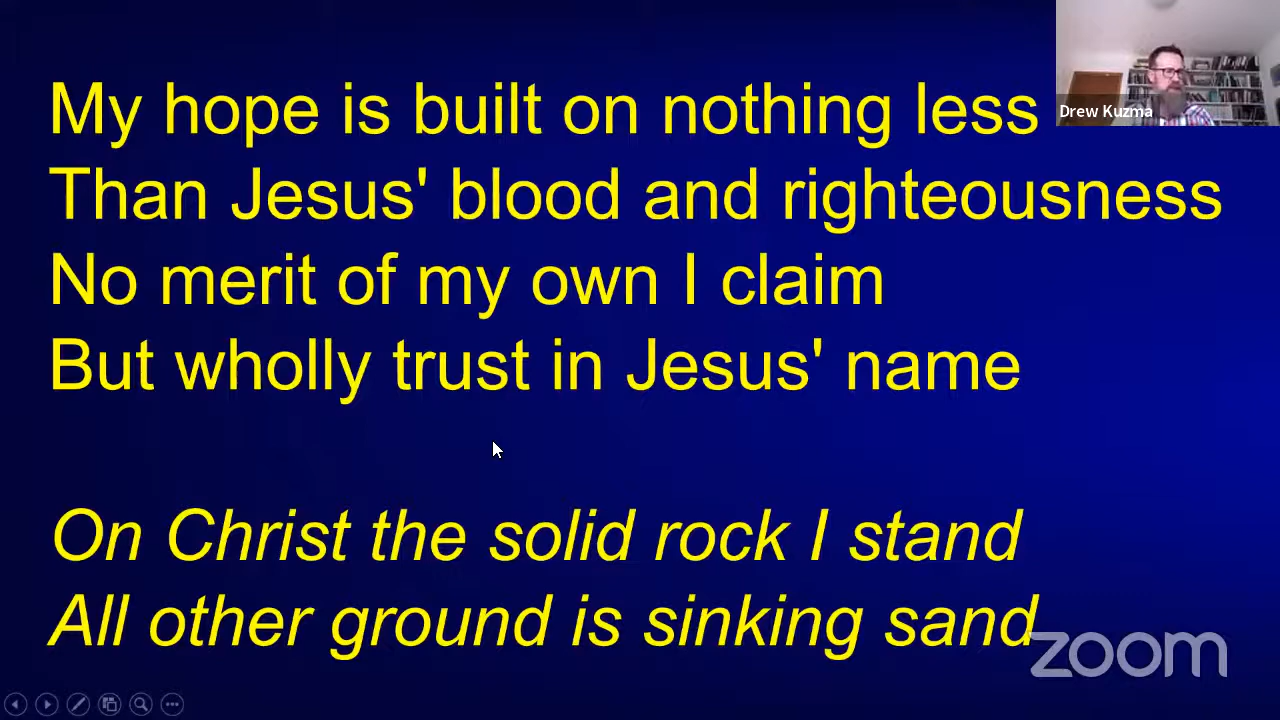 My hope is built on nothing less
Than Jesus' blood and righteousness
No merit of my own I claim
But wholly trust in Jesus' name
On Christ the solid rock I stand
All other ground is sinking sand
Drew Kuzma
zoom